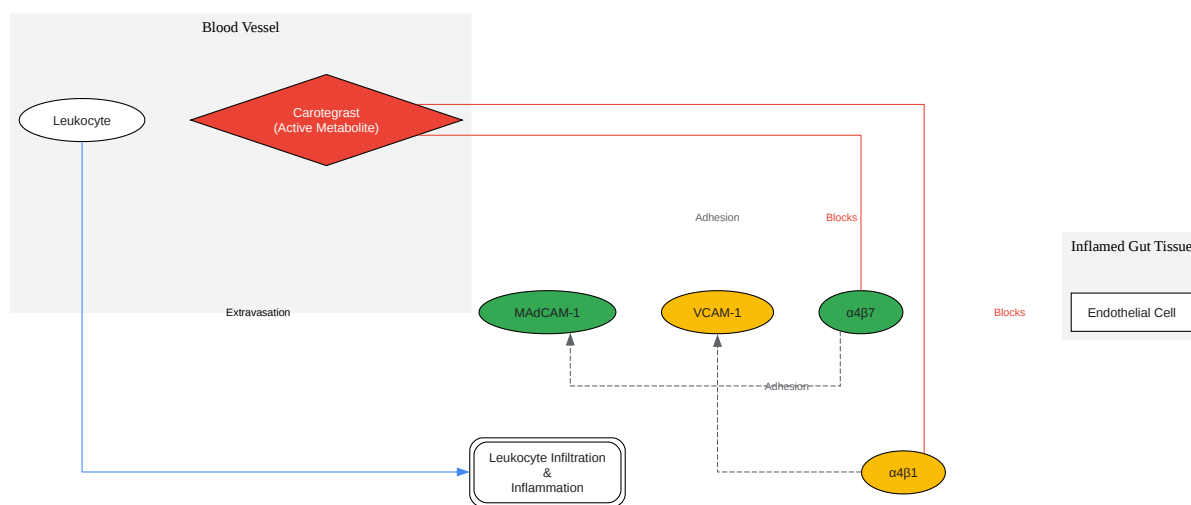 Blood Vessel
Leukocyte
Carotegrast
(Active Metabolite)
Adhesion
Blocks
Inflamed Gut Tissue
Extravasation
MAdCAM-1
VCAM-1
α4β7
Blocks
Endothelial Cell
Adhesion
Leukocyte Infiltration
&
Inflammation
α4β1